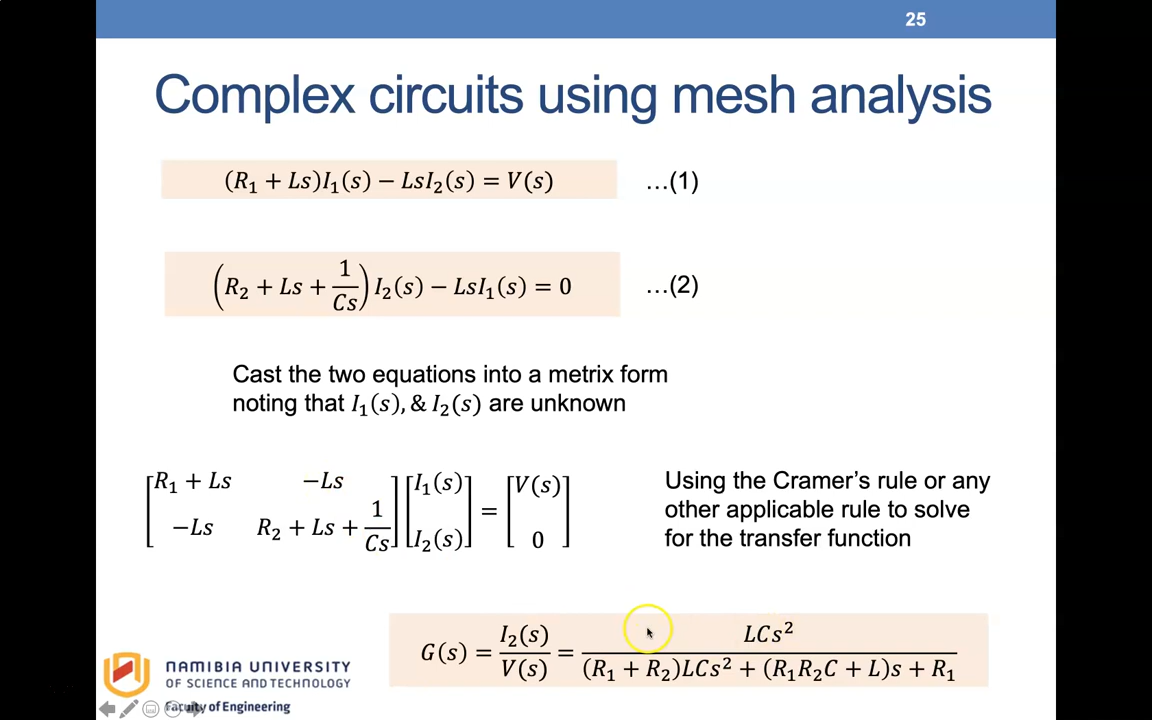 25
Complex circuits using mesh analysis
(R₁ + Ls)I₁(s) − LsI₂(s) = V(s) …(1)
(R₂ + Ls + 1/Cs) I₂(s) − LsI₁(s) = 0 …(2)
Cast the two equations into a metrix form
noting that I₁(s), & I₂(s) are unknown
[R₁ + Ls −Ls; −Ls R₂ + Ls + 1/Cs] [I₁(s); I₂(s)] = [V(s); 0]
Using the Cramer's rule or any
other applicable rule to solve
for the transfer function
G(s) = I₂(s)/V(s) = LCs²/((R₁ + R₂)LCs² + (R₁R₂C + L)s + R₁)
NAMIBIA UNIVERSITY
OF SCIENCE AND TECHNOLOGY
Faculty of Engineering